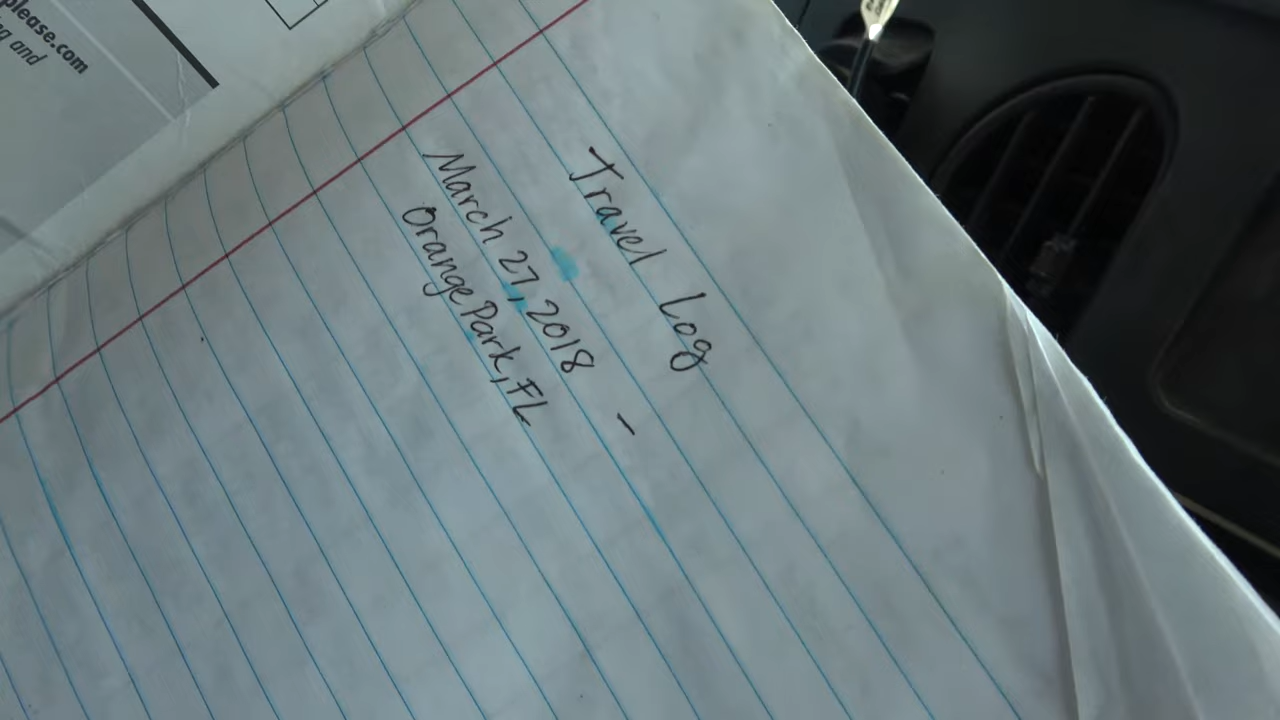 please.com
and
Travel Log
March 27, 2018 -
Orange Park, FL